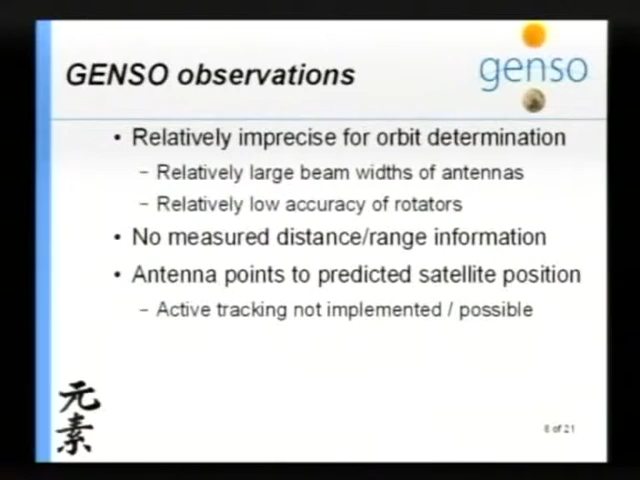 GENSO observations
genso
• Relatively imprecise for orbit determination
– Relatively large beam widths of antennas
– Relatively low accuracy of rotators
• No measured distance/range information
• Antenna points to predicted satellite position
– Active tracking not implemented / possible
元
素
8 of 21